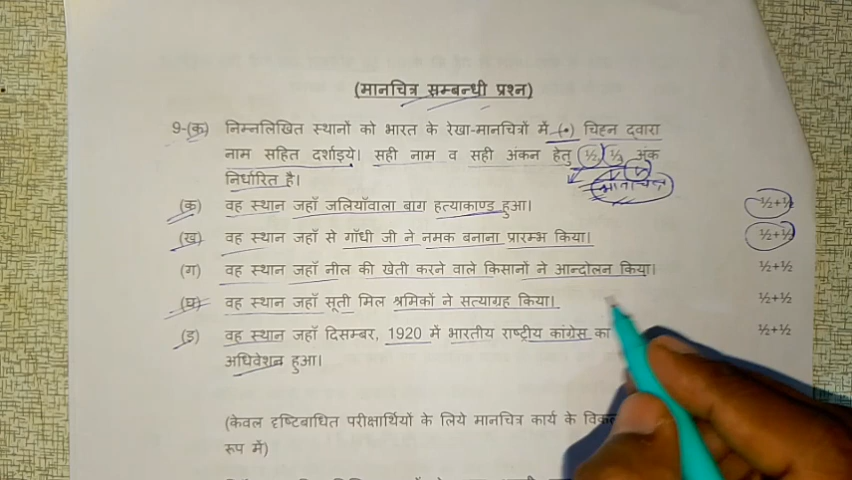 (मानचित्र सम्बन्धी प्रश्न)
9-(क) निम्नलिखित स्थानों को भारत के रेखा-मानचित्रों में (•) चिह्न द्वारा
नाम सहित दर्शाइये। सही नाम व सही अंकन हेतु ½, ½ अंक
निर्धारित है।
(क) वह स्थान जहाँ जलियाँवाला बाग हत्याकाण्ड हुआ। ½+½
(ख) वह स्थान जहाँ से गाँधी जी ने नमक बनाना प्रारम्भ किया। ½+½
(ग) वह स्थान जहाँ नील की खेती करने वाले किसानों ने आन्दोलन किया। ½+½
(घ) वह स्थान जहाँ सूती मिल श्रमिकों ने सत्याग्रह किया। ½+½
(ड़) वह स्थान जहाँ दिसम्बर, 1920 में भारतीय राष्ट्रीय कांग्रेस का ½+½
अधिवेशन हुआ।
(केवल दृष्टिबाधित परीक्षार्थियों के लिये मानचित्र कार्य के
रूप में)